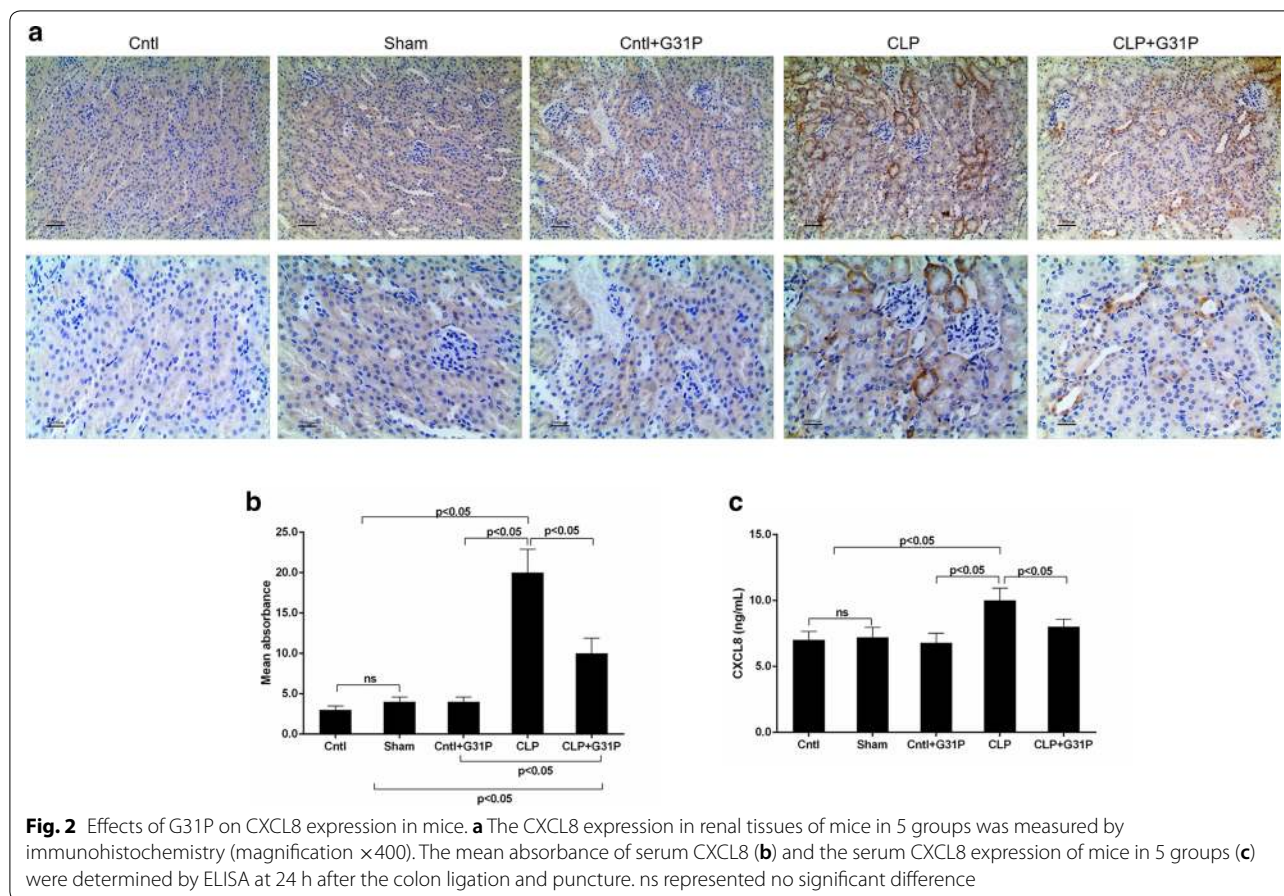 a
Cntl Sham Cntl+G31P CLP CLP+G31P
b
p<0.05
p<0.05 p<0.05
ns
Mean absorbance
25.0
20.0
15.0
10.0
5.0
0.0
Cntl Sham Cntl+G31P CLP CLP+G31P
p<0.05
p<0.05
c
p<0.05
p<0.05 p<0.05
ns
CXCL8 (ng/mL)
15.0
10.0
5.0
0.0
Cntl Sham Cntl+G31P CLP CLP+G31P
Fig. 2 Effects of G31P on CXCL8 expression in mice. a The CXCL8 expression in renal tissues of mice in 5 groups was measured by
immunohistochemistry (magnification ×400). The mean absorbance of serum CXCL8 (b) and the serum CXCL8 expression of mice in 5 groups (c)
were determined by ELISA at 24 h after the colon ligation and puncture. ns represented no significant difference